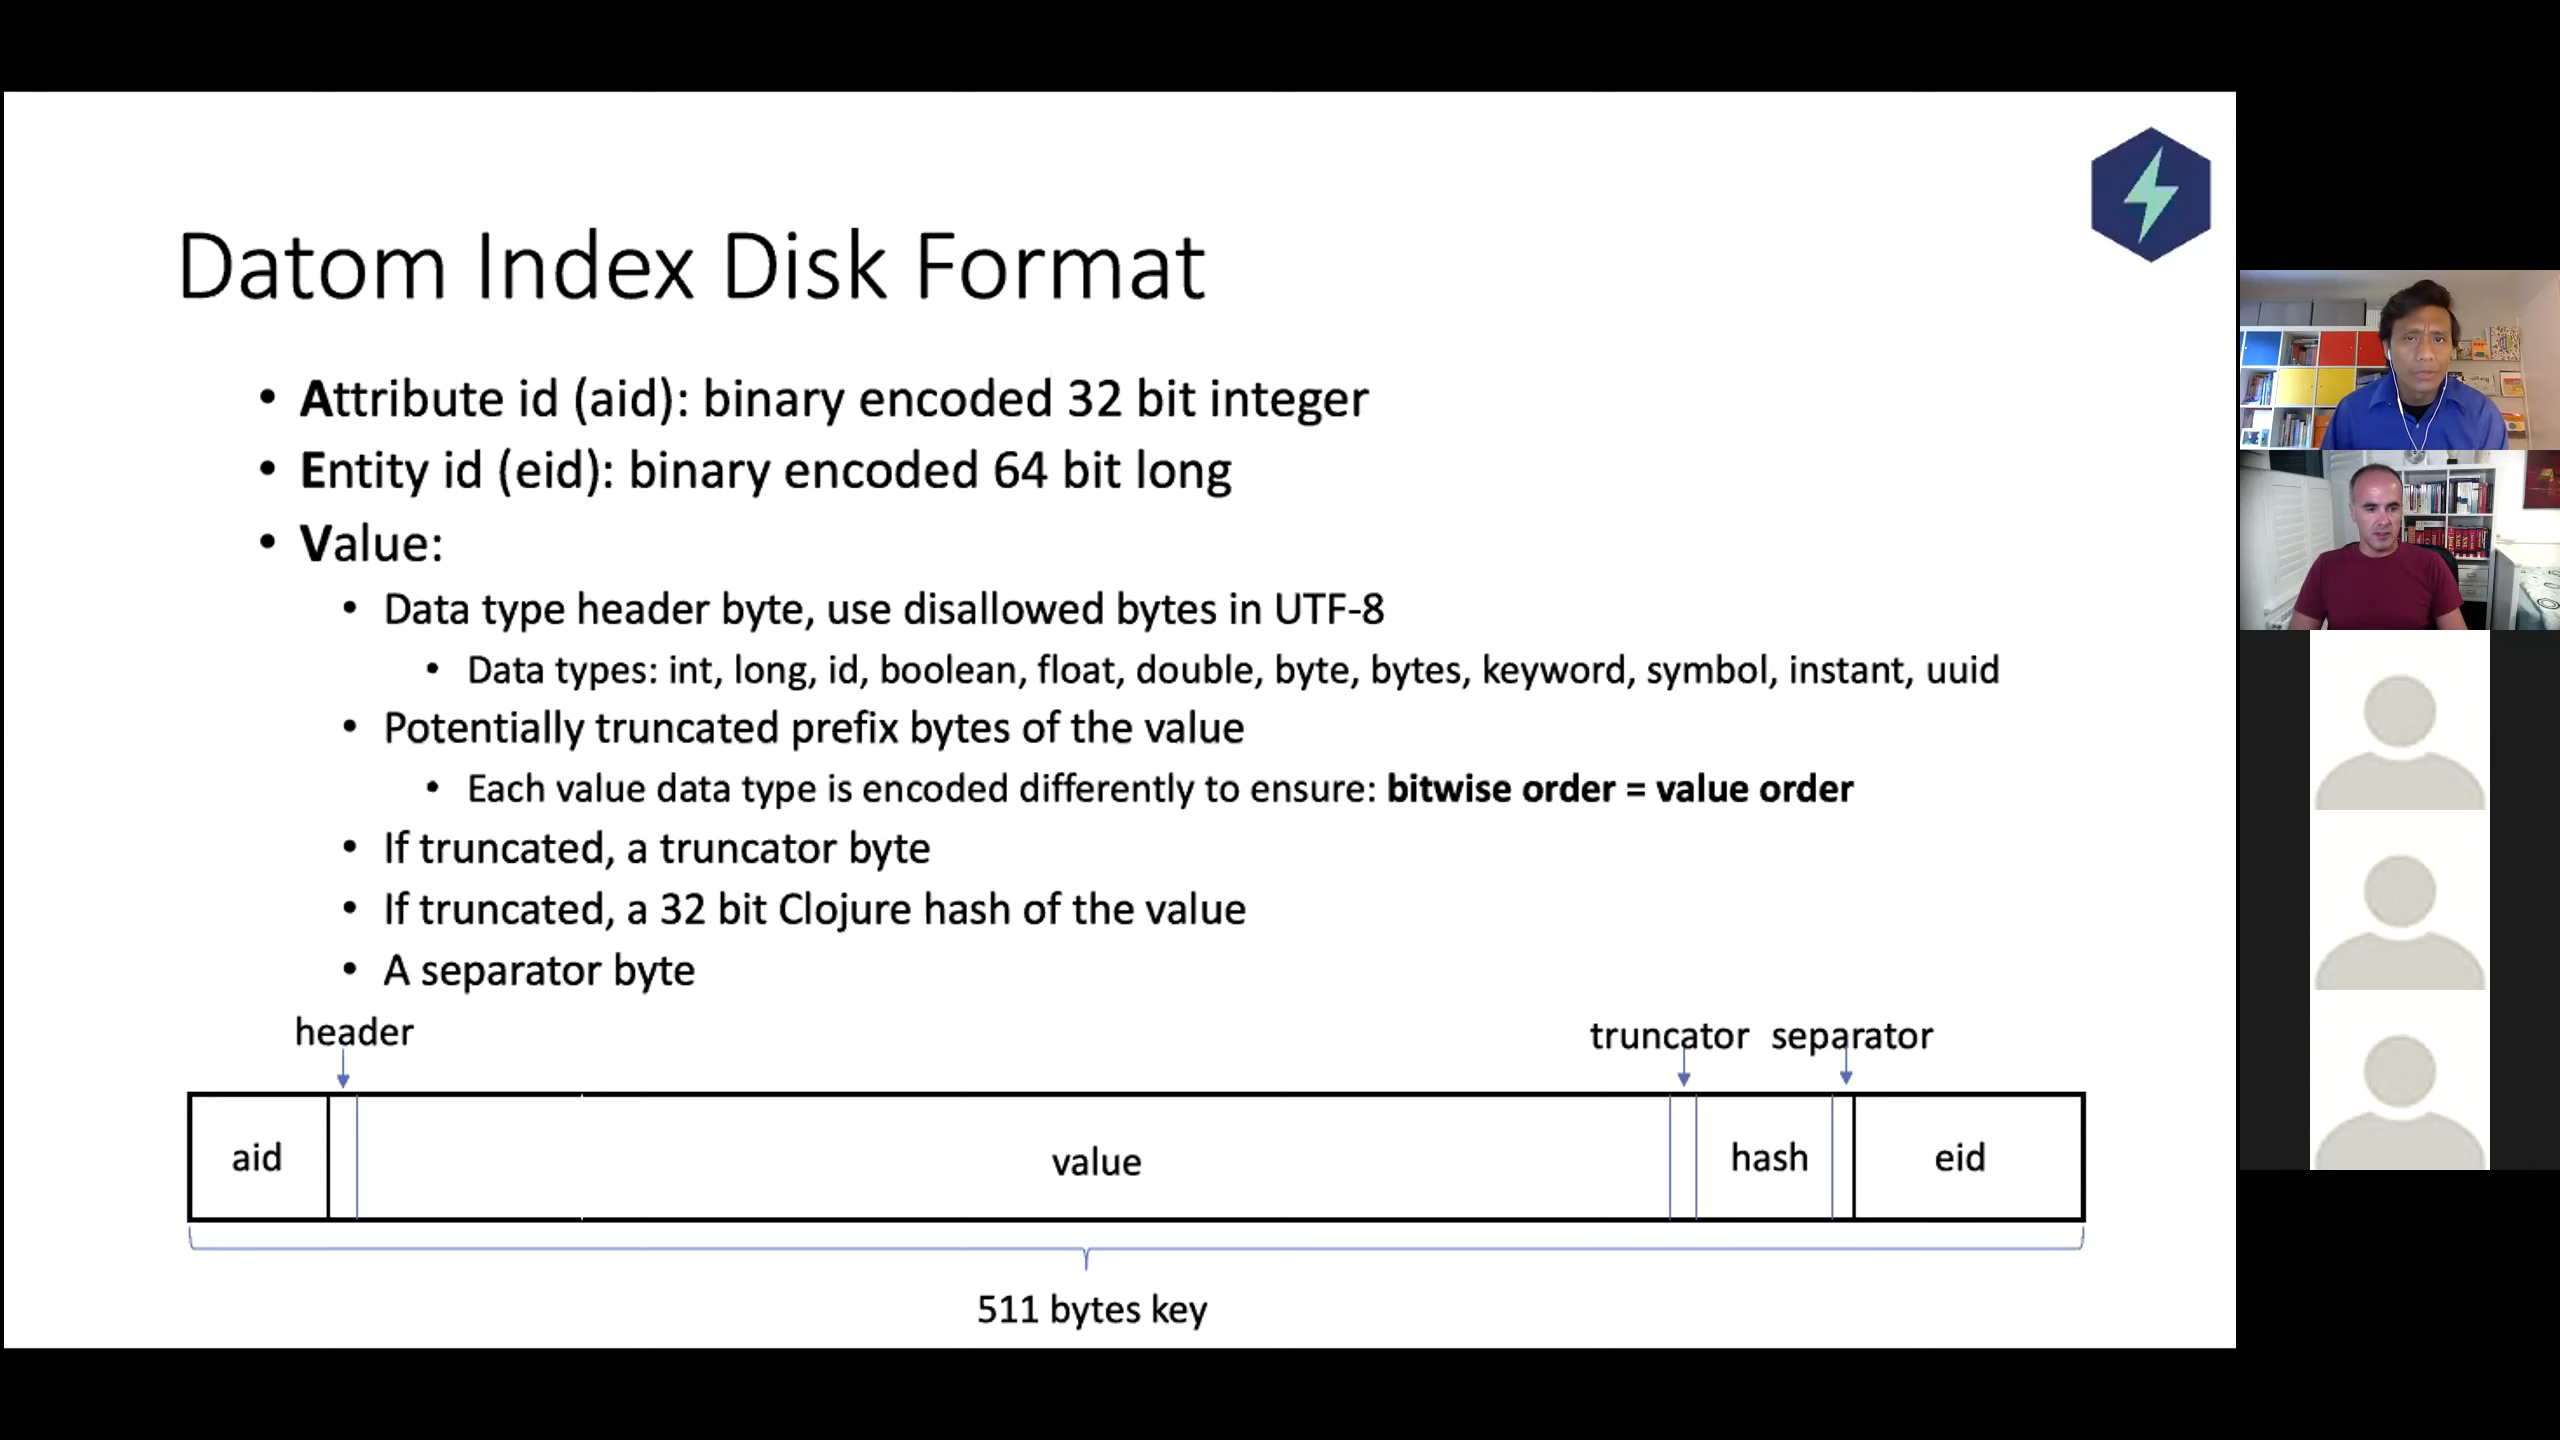 Datom Index Disk Format
• Attribute id (aid): binary encoded 32 bit integer
• Entity id (eid): binary encoded 64 bit long
• Value:
• Data type header byte, use disallowed bytes in UTF-8
• Data types: int, long, id, boolean, float, double, byte, bytes, keyword, symbol, instant, uuid
• Potentially truncated prefix bytes of the value
• Each value data type is encoded differently to ensure: bitwise order = value order
• If truncated, a truncator byte
• If truncated, a 32 bit Clojure hash of the value
• A separator byte
header
truncator separator
aid
value
hash
eid
511 bytes key